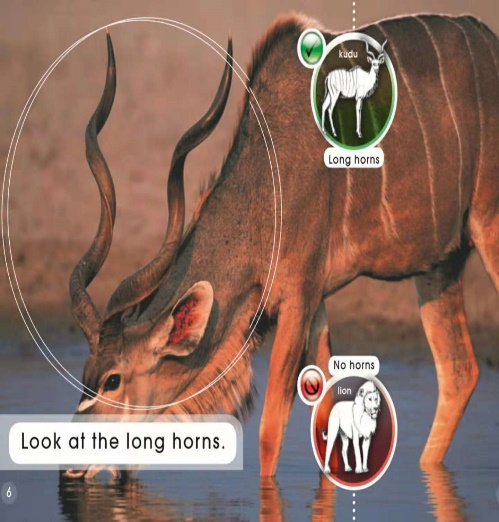 kudu
Long horns
No horns
lion
Look at the long horns.
6